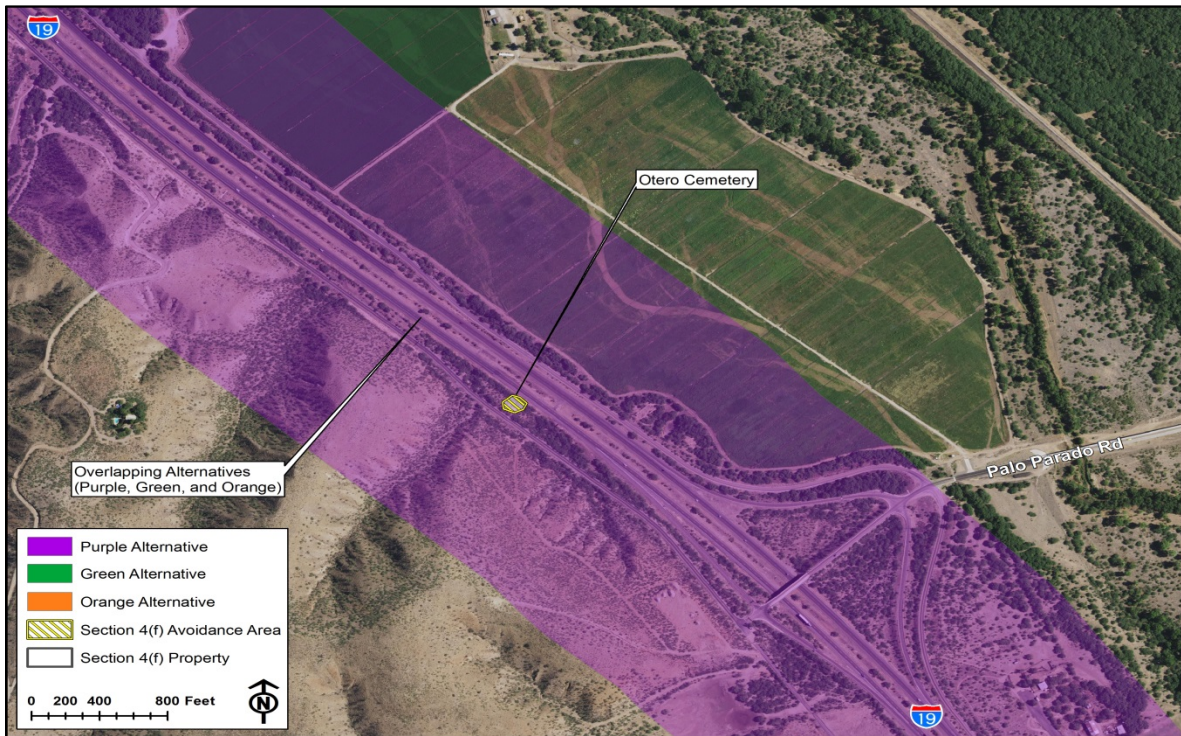 19
Otero Cemetery
Palo Parado Rd
Overlapping Alternatives
(Purple, Green, and Orange)
Purple Alternative
Green Alternative
Orange Alternative
Section 4(f) Avoidance Area
Section 4(f) Property
0 200 400 800 Feet
N
19